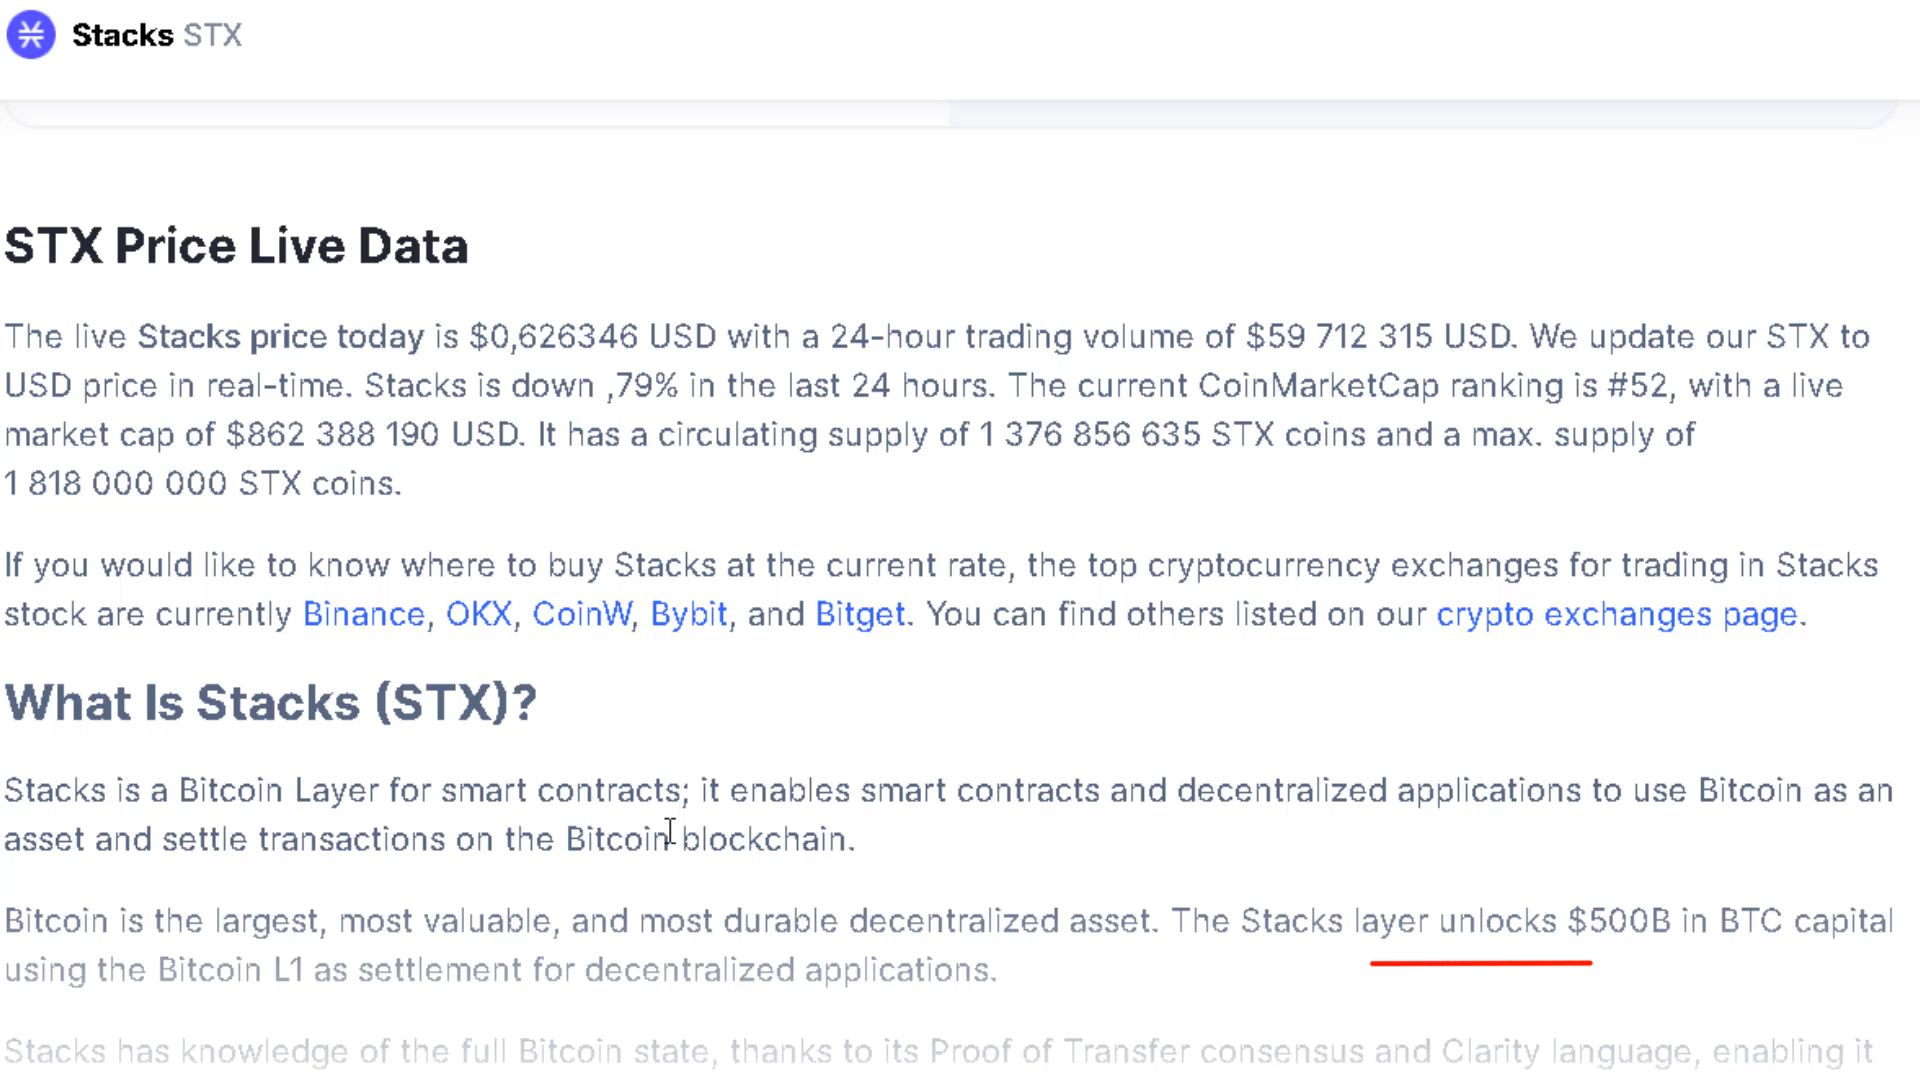 Stacks STX
STX Price Live Data
The live Stacks price today is $0,626346 USD with a 24-hour trading volume of $59 712 315 USD. We update our STX to
USD price in real-time. Stacks is down ,79% in the last 24 hours. The current CoinMarketCap ranking is #52, with a live
market cap of $862 388 190 USD. It has a circulating supply of 1 376 856 635 STX coins and a max. supply of
1 818 000 000 STX coins.
If you would like to know where to buy Stacks at the current rate, the top cryptocurrency exchanges for trading in Stacks
stock are currently Binance, OKX, CoinW, Bybit, and Bitget. You can find others listed on our crypto exchanges page.
What Is Stacks (STX)?
Stacks is a Bitcoin Layer for smart contracts; it enables smart contracts and decentralized applications to use Bitcoin as an
asset and settle transactions on the Bitcoin blockchain.
Bitcoin is the largest, most valuable, and most durable decentralized asset. The Stacks layer unlocks $500B in BTC capital
using the Bitcoin L1 as settlement for decentralized applications.
Stacks has knowledge of the full Bitcoin state, thanks to its Proof of Transfer consensus and Clarity language, enabling it